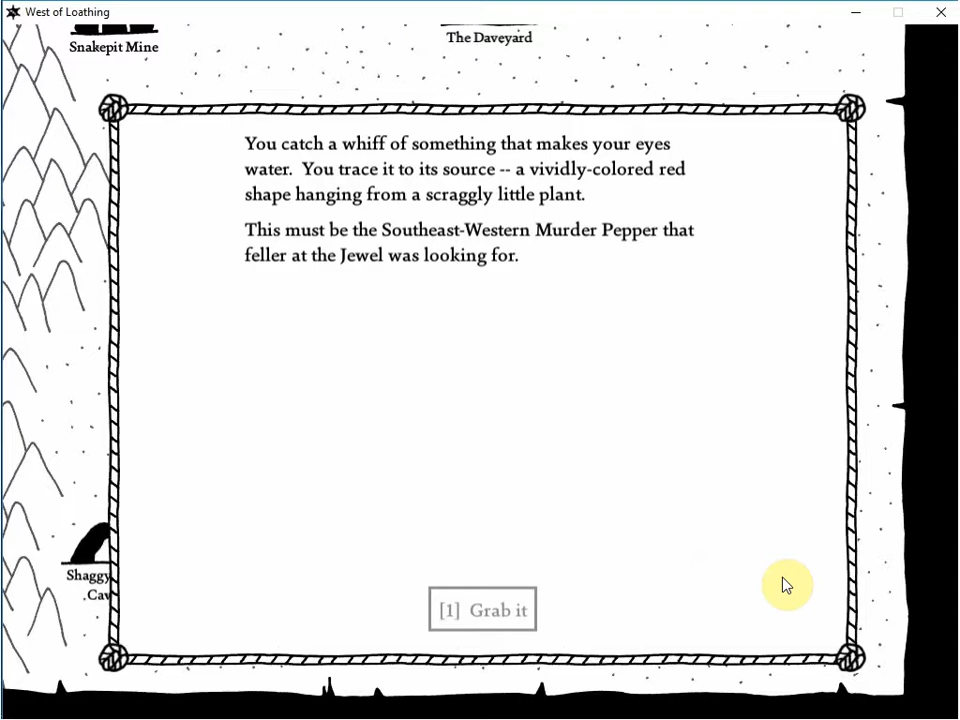 West of Loathing
Snakepit Mine
The Daveyard
You catch a whiff of something that makes your eyes
water. You trace it to its source -- a vividly-colored red
shape hanging from a scraggly little plant.
This must be the Southeast-Western Murder Pepper that
feller at the Jewel was looking for.
Shaggy
.Cav
[1] Grab it